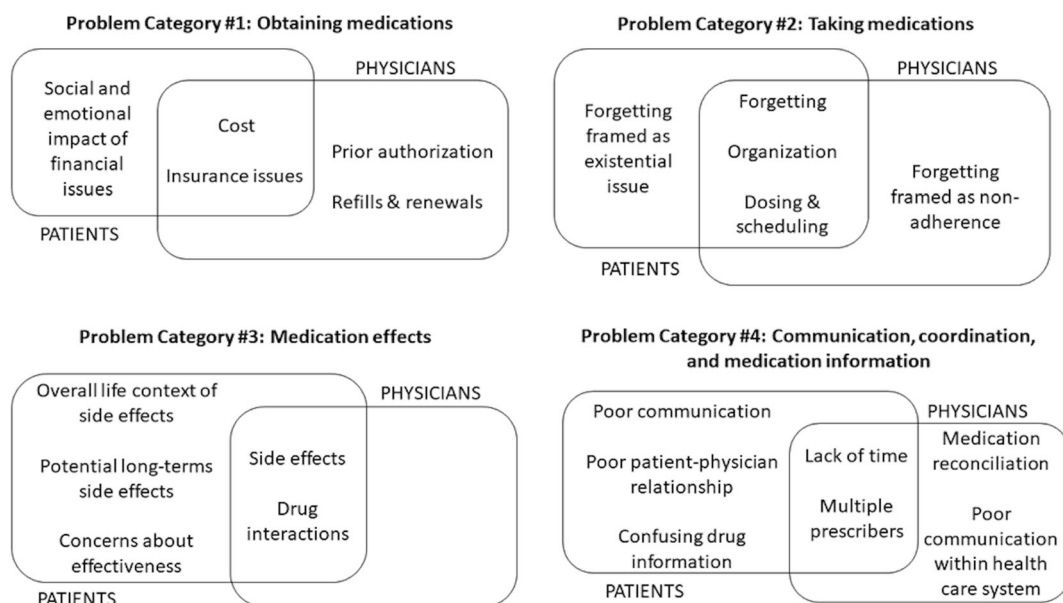 Problem Category #1: Obtaining medications
PHYSICIANS
Social and
emotional
impact of
financial
issues
Cost
Insurance issues
Prior authorization
Refills & renewals
PATIENTS
Problem Category #2: Taking medications
PHYSICIANS
Forgetting
framed as
existential
issue
Forgetting
Organization
Dosing &
scheduling
Forgetting
framed as non-
adherence
PATIENTS
Problem Category #3: Medication effects
PHYSICIANS
Overall life context of
side effects
Potential long-terms
side effects
Concerns about
effectiveness
Side effects
Drug
interactions
PATIENTS
Problem Category #4: Communication, coordination,
and medication information
PHYSICIANS
Poor communication
Poor patient-physician
relationship
Confusing drug
information
Lack of time
Multiple
prescribers
Medication
reconciliation
Poor
communication
within health
care system
PATIENTS